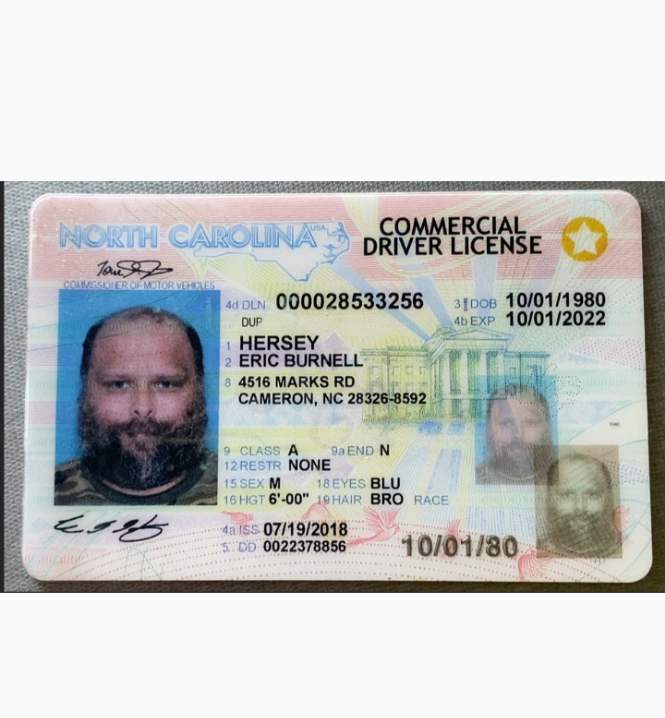 NORTH CAROLINA USA
COMMERCIAL
DRIVER LICENSE
COMMISSIONER OF MOTOR VEHICLES
4d DLN 000028533256
3 DOB 10/01/1980
DUP
4b EXP 10/01/2022
1 HERSEY
2 ERIC BURNELL
8 4516 MARKS RD
CAMERON, NC 28326-8592
9 CLASS A 9a END N
12 RESTR NONE
15 SEX M 18 EYES BLU
16 HGT 6'-00" 19 HAIR BRO RACE
4a ISS 07/19/2018
5. DD 0022378856
10/01/80